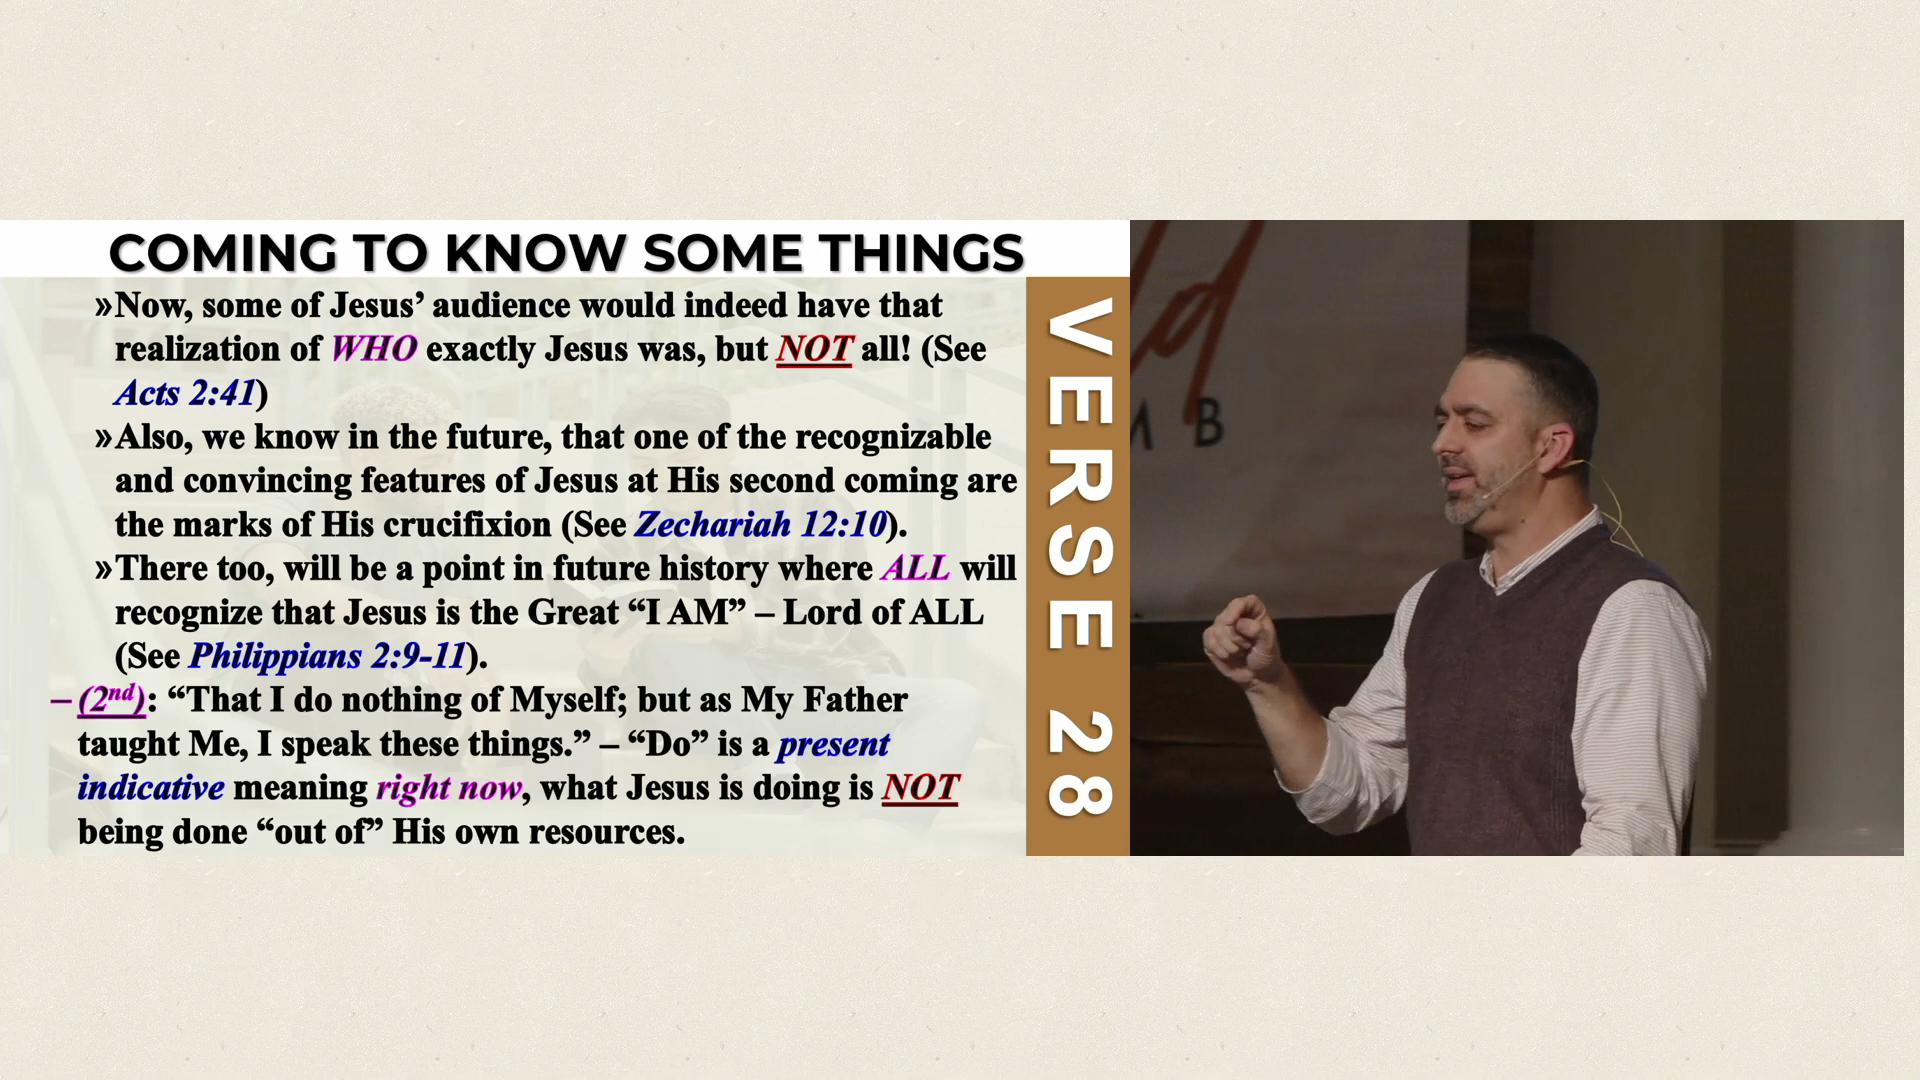 COMING TO KNOW SOME THINGS
»Now, some of Jesus’ audience would indeed have that
realization of WHO exactly Jesus was, but NOT all! (See
Acts 2:41)
»Also, we know in the future, that one of the recognizable
and convincing features of Jesus at His second coming are
the marks of His crucifixion (See Zechariah 12:10).
»There too, will be a point in future history where ALL will
recognize that Jesus is the Great “I AM” – Lord of ALL
(See Philippians 2:9-11).
– (2nd): “That I do nothing of Myself; but as My Father
taught Me, I speak these things.” – “Do” is a present
indicative meaning right now, what Jesus is doing is NOT
being done “out of” His own resources.
VERSE 28